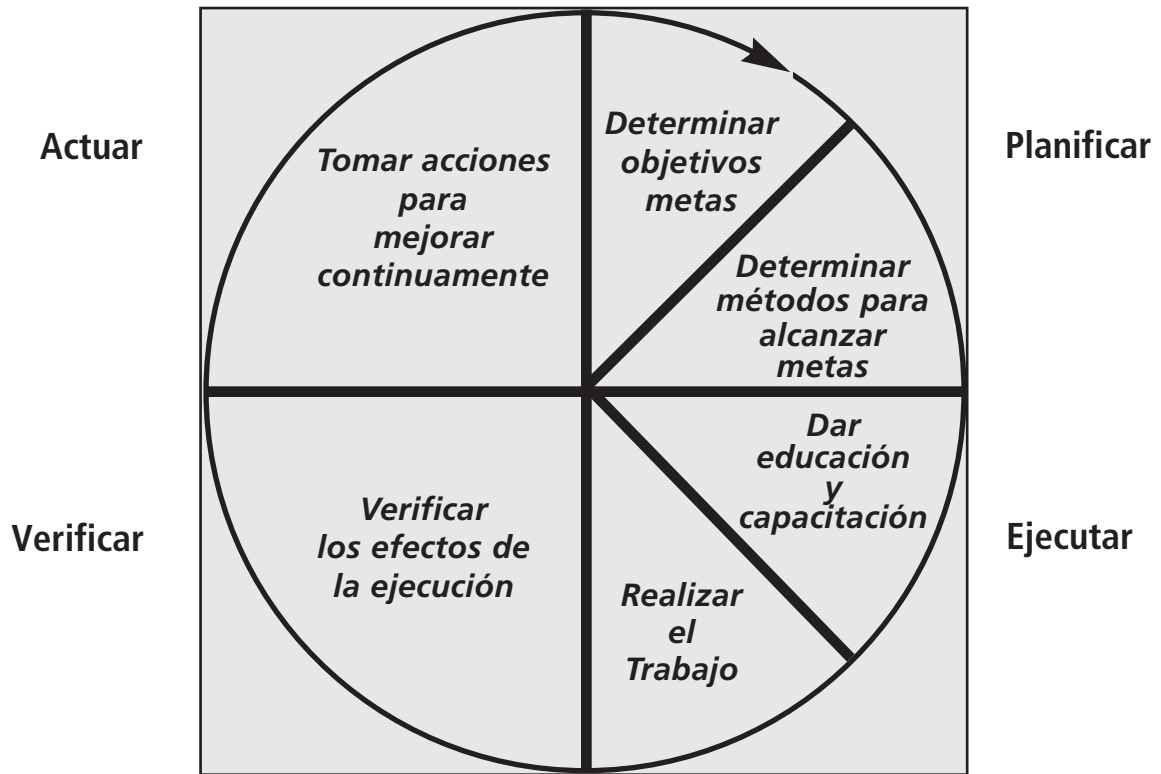 Actuar
Tomar acciones
para
mejorar
continuamente
Determinar
objetivos
metas
Planificar
Determinar
métodos para
alcanzar
metas
Dar
educación
y
capacitación
Ejecutar
Realizar
el
Trabajo
Verificar
los efectos de
la ejecución
Verificar